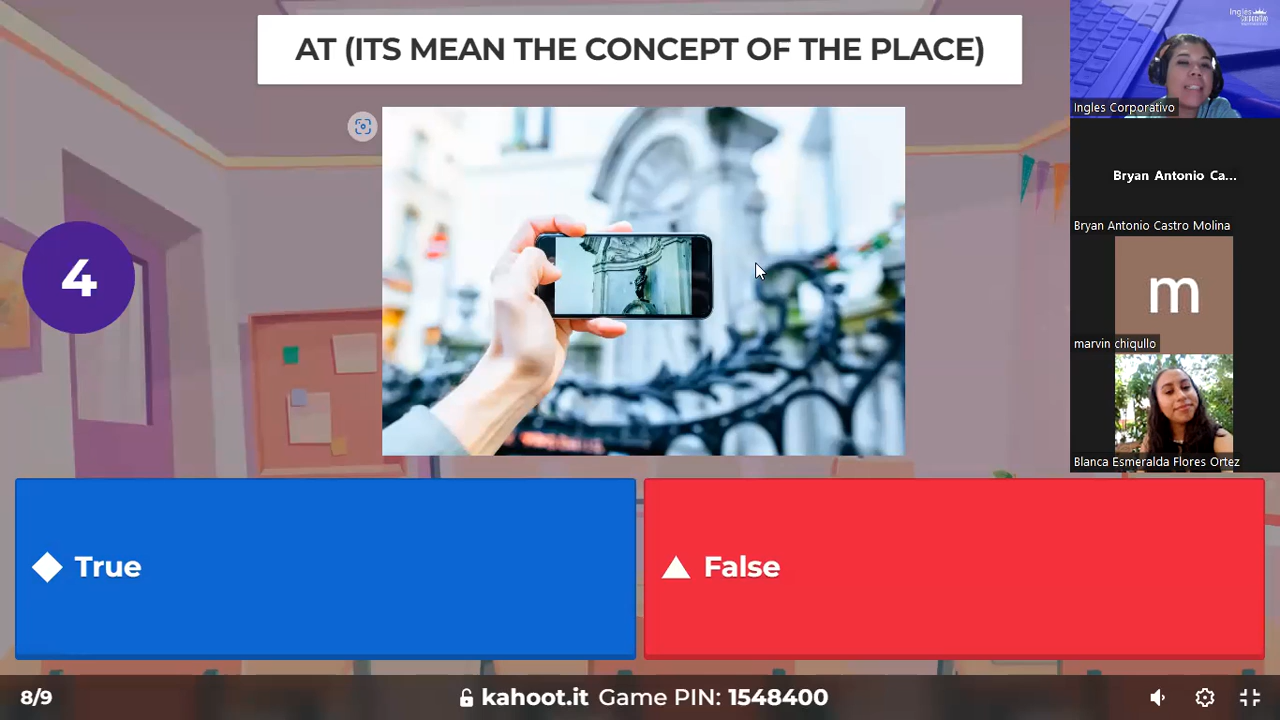 AT (ITS MEAN THE CONCEPT OF THE PLACE)
Ingles
Ingles Corporativo
Bryan Antonio Ca...
Bryan Antonio Castro Molina
m
marvin chiqullo
Blanca Esmeralda Flores Ortez
4
True
False
8/9
kahoot.it Game PIN: 1548400